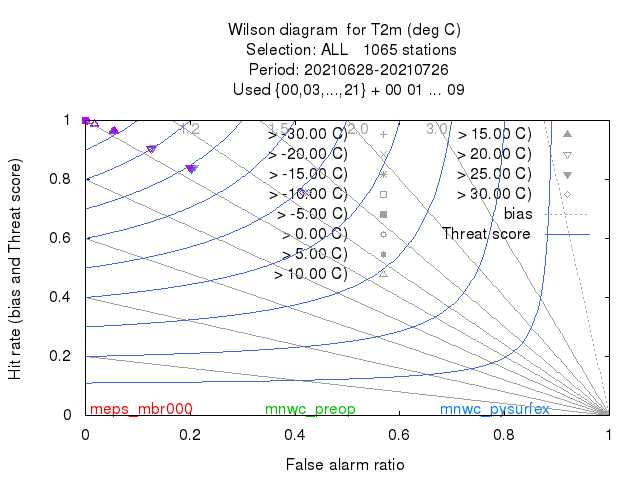 Wilson diagram  for T2m (deg C)
Selection: ALL   1065 stations
Period: 20210628-20210726
Used {00,03,...,21} + 00 01 ... 09
Hit rate (bias and Threat score)
1
0.8
0.6
0.4
0.2
0
0
0.2
0.4
0.6
0.8
1
False alarm ratio
1.2
1.5
2.0
3.0
> -30.00 C)
> -20.00 C)
> -15.00 C)
> -10.00 C)
> -5.00 C)
> 0.00 C)
> 5.00 C)
> 10.00 C)
> 15.00 C)
> 20.00 C)
> 25.00 C)
> 30.00 C)
bias
Threat score
meps_mbr000
mnwc_preop
mnwc_pysurfex